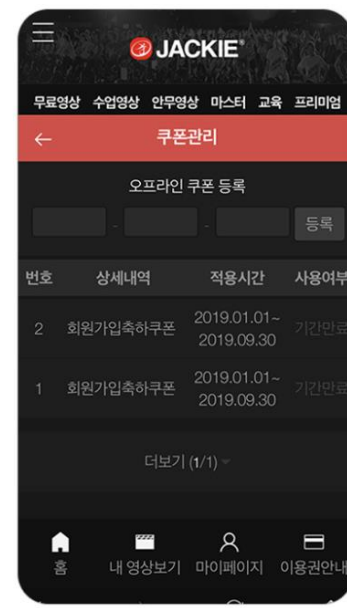 JACKIE®
무료영상 수업영상 안무영상 마스터 교육 프리미엄
← 쿠폰관리
오프라인 쿠폰 등록
- - 등록
번호 상세내역 적용시간 사용여부
2 회원가입축하쿠폰 2019.01.01~ 2019.09.30 기간만료
1 회원가입축하쿠폰 2019.01.01~ 2019.09.30 기간만료
더보기 (1/1)
홈 내 영상보기 마이페이지 이용권안내